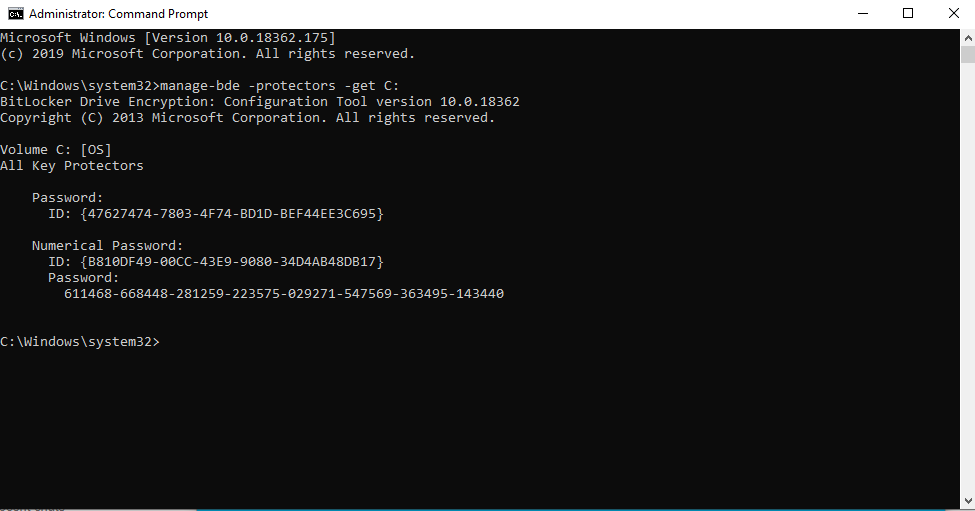 Administrator: Command Prompt
Microsoft Windows [Version 10.0.18362.175]
(c) 2019 Microsoft Corporation. All rights reserved.
C:\Windows\system32>manage-bde -protectors -get C:
BitLocker Drive Encryption: Configuration Tool version 10.0.18362
Copyright (C) 2013 Microsoft Corporation. All rights reserved.
Volume C: [OS]
All Key Protectors
Password:
ID: {47627474-7803-4F74-BD1D-BEF44EE3C695}
Numerical Password:
ID: {B810DF49-00CC-43E9-9080-34D4AB48DB17}
Password:
611468-668448-281259-223575-029271-547569-363495-143440
C:\Windows\system32>